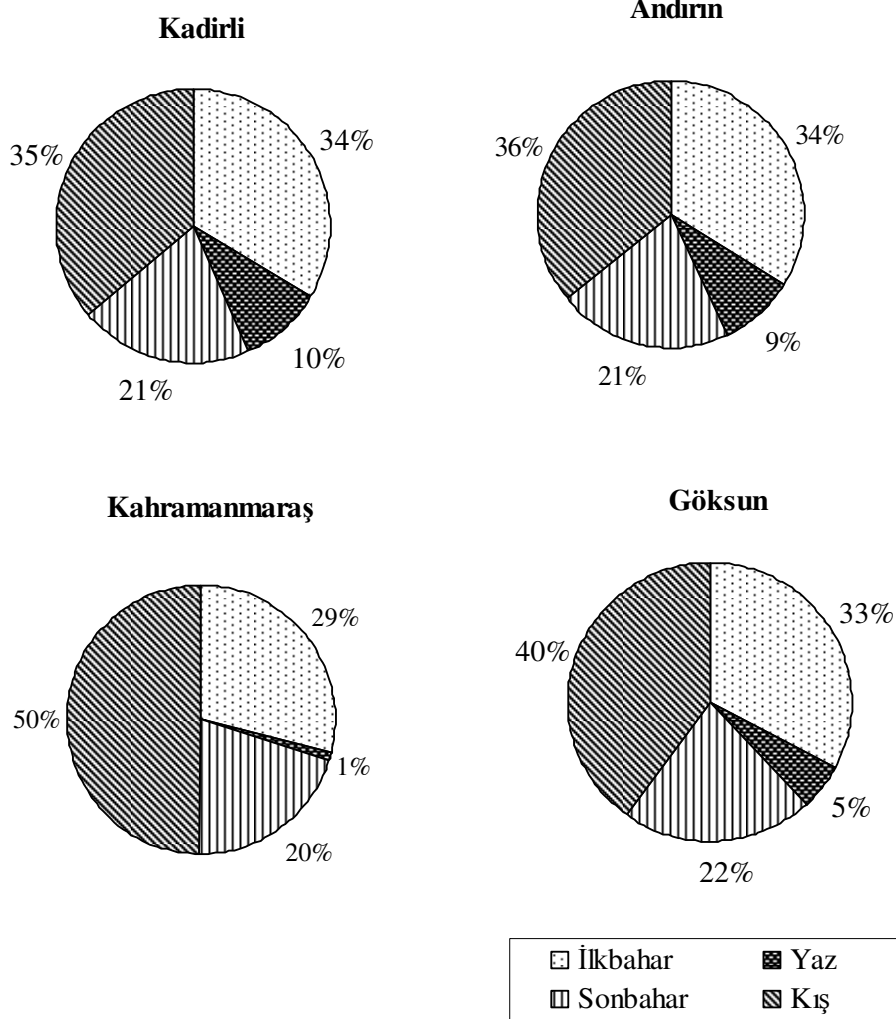 Kadirli
35%
34%
21%
10%
Andırın
36%
34%
21%
9%
Kahramanmaraş
29%
50%
1%
20%
Göksun
33%
40%
5%
22%
İlkbahar
Yaz
Sonbahar
Kış